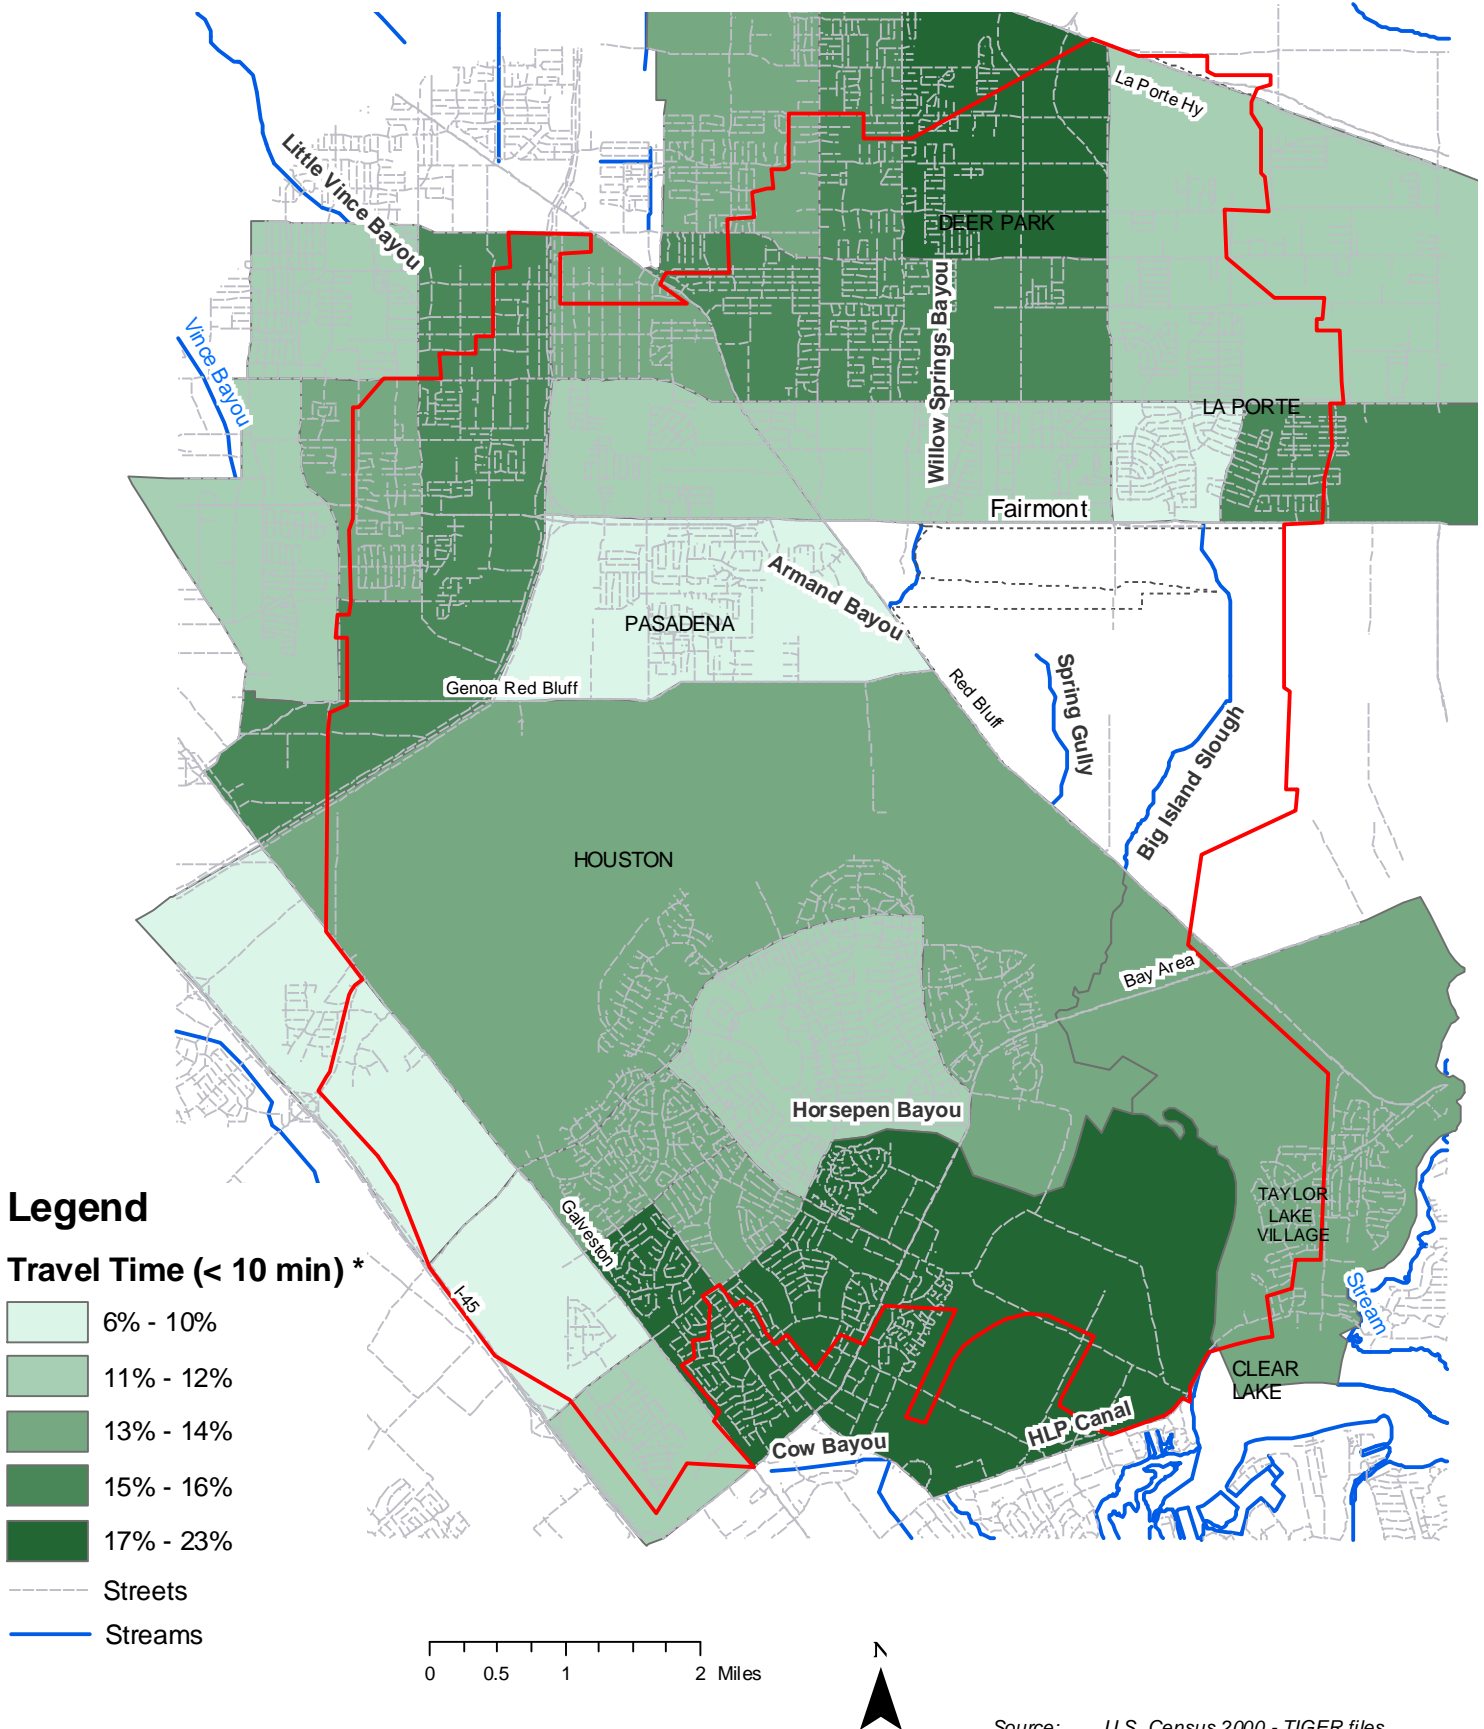 La Porte Hy
Little Vince Bayou
DEER PARK
Willow Springs Bayou
Vince Bayou
LA PORTE
Fairmont
Armand Bayou
PASADENA
Genoa Red Bluff
Red Bluff
Spring Gully
Big Island Slough
HOUSTON
Bay Area
Horsepen Bayou
Galveston
TAYLOR
LAKE
VILLAGE
I-45
Stream
CLEAR
LAKE
HLP Canal
Cow Bayou
Legend
Travel Time (< 10 min) *
6% - 10%
11% - 12%
13% - 14%
15% - 16%
17% - 23%
Streets
Streams
0 0.5 1 2 Miles
N
Source: U.S. Census 2000 - TIGER files